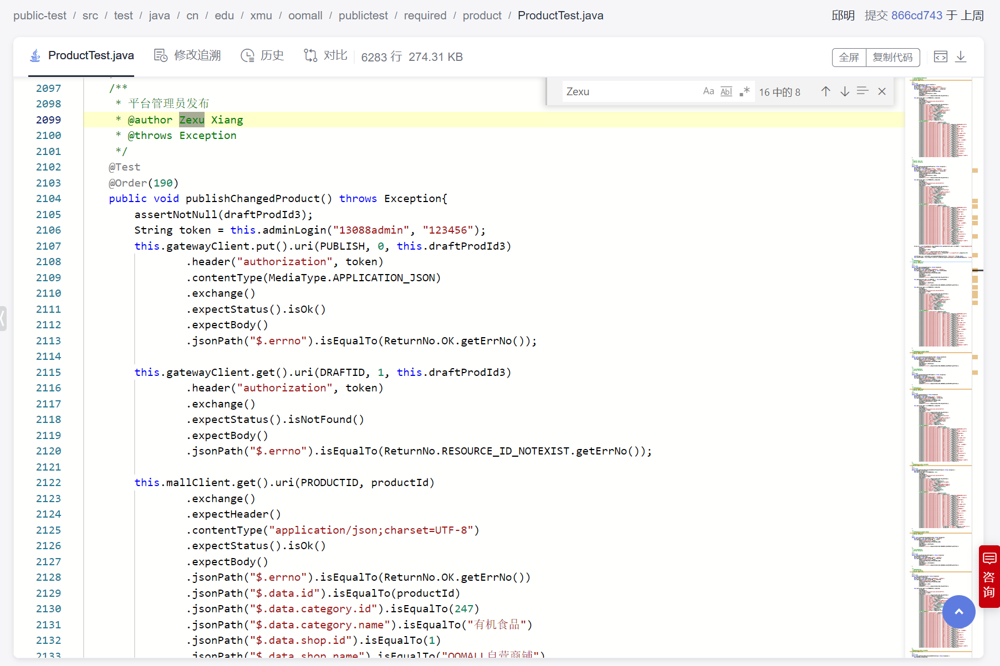 public-test / src / test / java / cn / edu / xmu / oomall / publictest / required / product / ProductTest.java
邱明 提交 866cd743 于 上周
ProductTest.java 修改追溯 历史 对比 6283 行 274.31 KB
全屏 复制代码
Zexu Aa Abl .* 16 中的 8
2097 /**
2098 * 平台管理员发布
2099 * @author Zexu Xiang
2100 * @throws Exception
2101 */
2102 @Test
2103 @Order(190)
2104 public void publishChangedProduct() throws Exception{
2105 assertNotNull(draftProdId3);
2106 String token = this.adminLogin("13088admin", "123456");
2107 this.gatewayClient.put().uri(PUBLISH, 0, this.draftProdId3)
2108 .header("authorization", token)
2109 .contentType(MediaType.APPLICATION_JSON)
2110 .exchange()
2111 .expectStatus().isOk()
2112 .expectBody()
2113 .jsonPath("$.errno").isEqualTo(ReturnNo.OK.getErrNo());
2114
2115 this.gatewayClient.get().uri(DRAFTID, 1, this.draftProdId3)
2116 .header("authorization", token)
2117 .exchange()
2118 .expectStatus().isNotFound()
2119 .expectBody()
2120 .jsonPath("$.errno").isEqualTo(ReturnNo.RESOURCE_ID_NOTEXIST.getErrNo());
2121
2122 this.mallClient.get().uri(PRODUCTID, productId)
2123 .exchange()
2124 .expectHeader()
2125 .contentType("application/json;charset=UTF-8")
2126 .expectStatus().isOk()
2127 .expectBody()
2128 .jsonPath("$.errno").isEqualTo(ReturnNo.OK.getErrNo())
2129 .jsonPath("$.data.id").isEqualTo(productId)
2130 .jsonPath("$.data.category.id").isEqualTo(247)
2131 .jsonPath("$.data.category.name").isEqualTo("有机食品")
2132 .jsonPath("$.data.shop.id").isEqualTo(1)
2133 .jsonPath("$.data.shop.name").isEqualTo("OOMALL自营商铺")
咨询